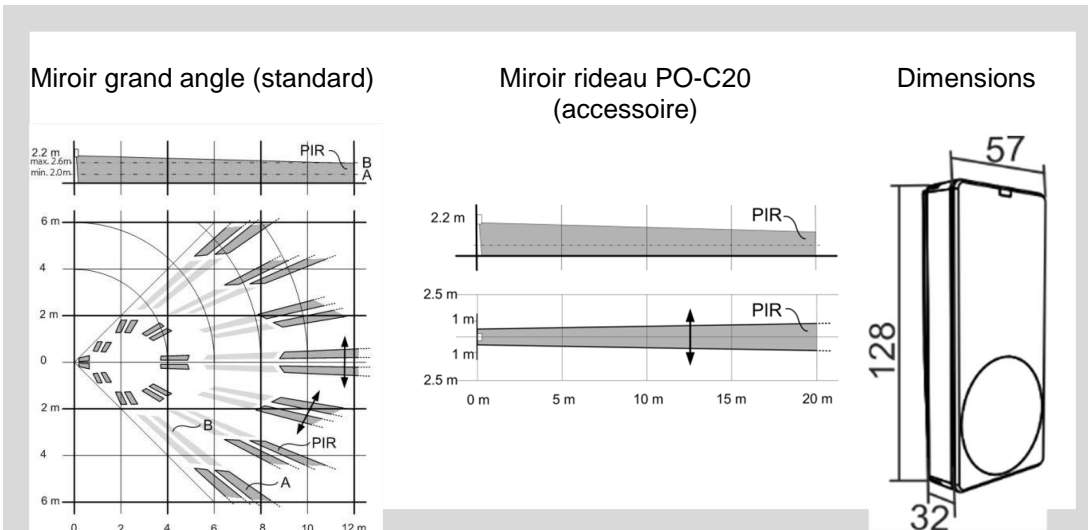 Miroir grand angle (standard)
Miroir rideau PO-C20
(accessoire)
Dimensions
2.2 m
max. 2.6m
min. 2.0m
PIR
B
A
6 m
4
2 m
0
2 m
4
6 m
B
PIR
A
0 2 4 6 8 10 12 m
2.2 m
PIR
2.5 m
1 m
1 m
2.5 m
PIR
0 m 5 m 10 m 15 m 20 m
57
128
32